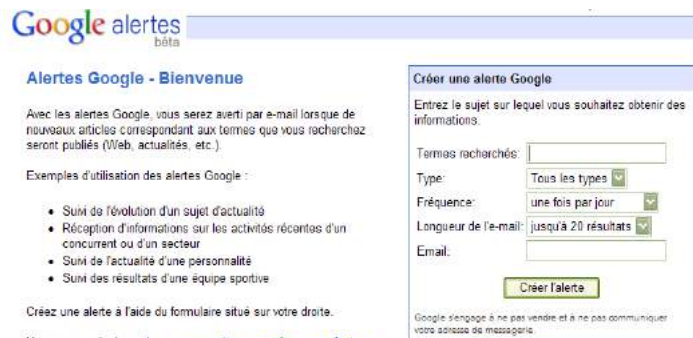 Google alertes
bêta
Alertes Google - Bienvenue
Avec les alertes Google, vous serez averti par e-mail lorsque de
nouveaux articles correspondant aux termes que vous recherchez
seront publiés (Web, actualités, etc.).
Exemples d'utilisation des alertes Google :
• Suivi de l'évolution d'un sujet d'actualité
• Réception d'informations sur les activités récentes d'un
concurrent ou d'un secteur
• Suivi de l'actualité d'une personnalité
• Suivi des résultats d'une équipe sportive
Créez une alerte à l'aide du formulaire situé sur votre droite.
Créer une alerte Google
Entrez le sujet sur lequel vous souhaitez obtenir des
informations.
Termes recherchés:
Type: Tous les types
Fréquence: une fois par jour
Longueur de l'e-mail: jusqu'à 20 résultats
Email:
Créer l'alerte
Google s'engage à ne pas vendre et à ne pas communiquer
votre adresse de messagerie.